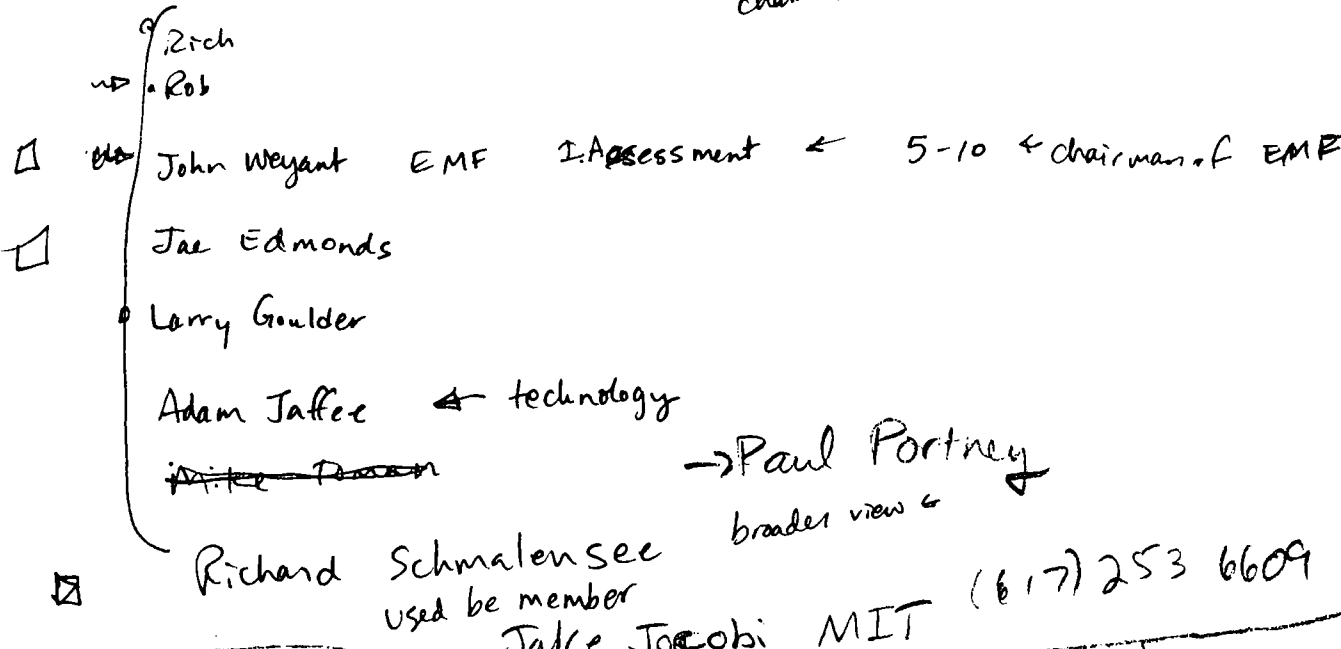 Rich
Rob
John Weyant EMF I.Assessment ← 5-10 ← chairman of EMF
Jae Edmonds
Larry Goulder
Adam Jaffee ← technology
→Paul Portney
broader view ←
Richard Schmalensee
used be member
Jake Jacobi MIT (617) 253 6609